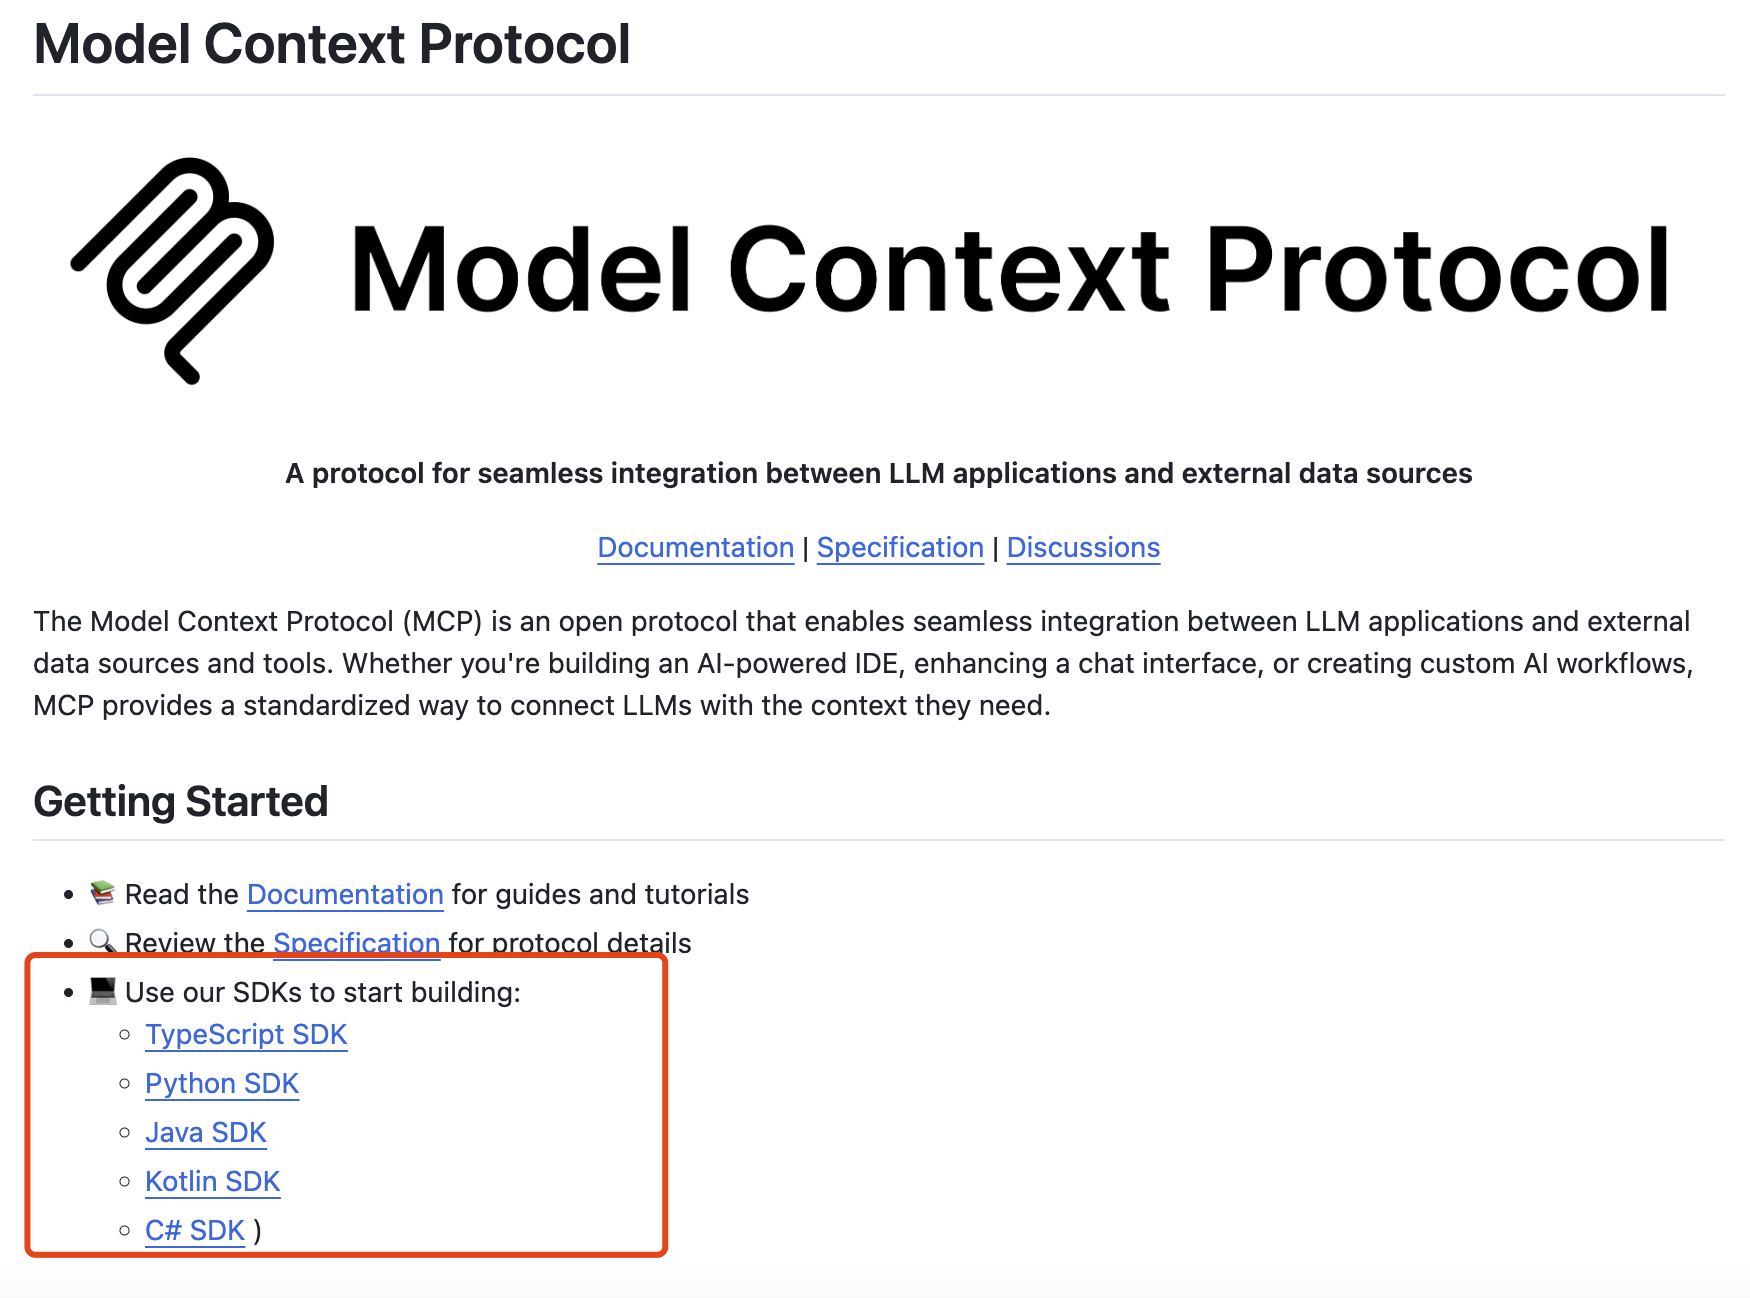 Model Context Protocol
Model Context Protocol
A protocol for seamless integration between LLM applications and external data sources
Documentation | Specification | Discussions
The Model Context Protocol (MCP) is an open protocol that enables seamless integration between LLM applications and external
data sources and tools. Whether you're building an AI-powered IDE, enhancing a chat interface, or creating custom AI workflows,
MCP provides a standardized way to connect LLMs with the context they need.
Getting Started
• 📚 Read the Documentation for guides and tutorials
• 🔍 Review the Specification for protocol details
• 💻 Use our SDKs to start building:
◦ TypeScript SDK
◦ Python SDK
◦ Java SDK
◦ Kotlin SDK
◦ C# SDK )